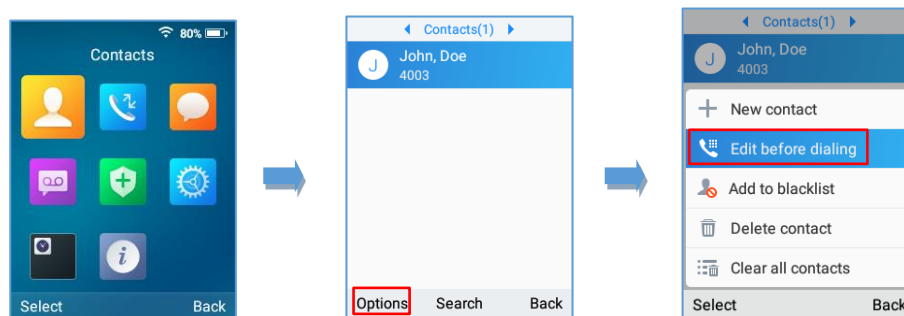 80%
Contacts
Select Back
Contacts(1)
J
John, Doe
4003
Options Search Back
Contacts(1)
J
John, Doe
4003
New contact
Edit before dialing
Add to blacklist
Delete contact
Clear all contacts
Select Back